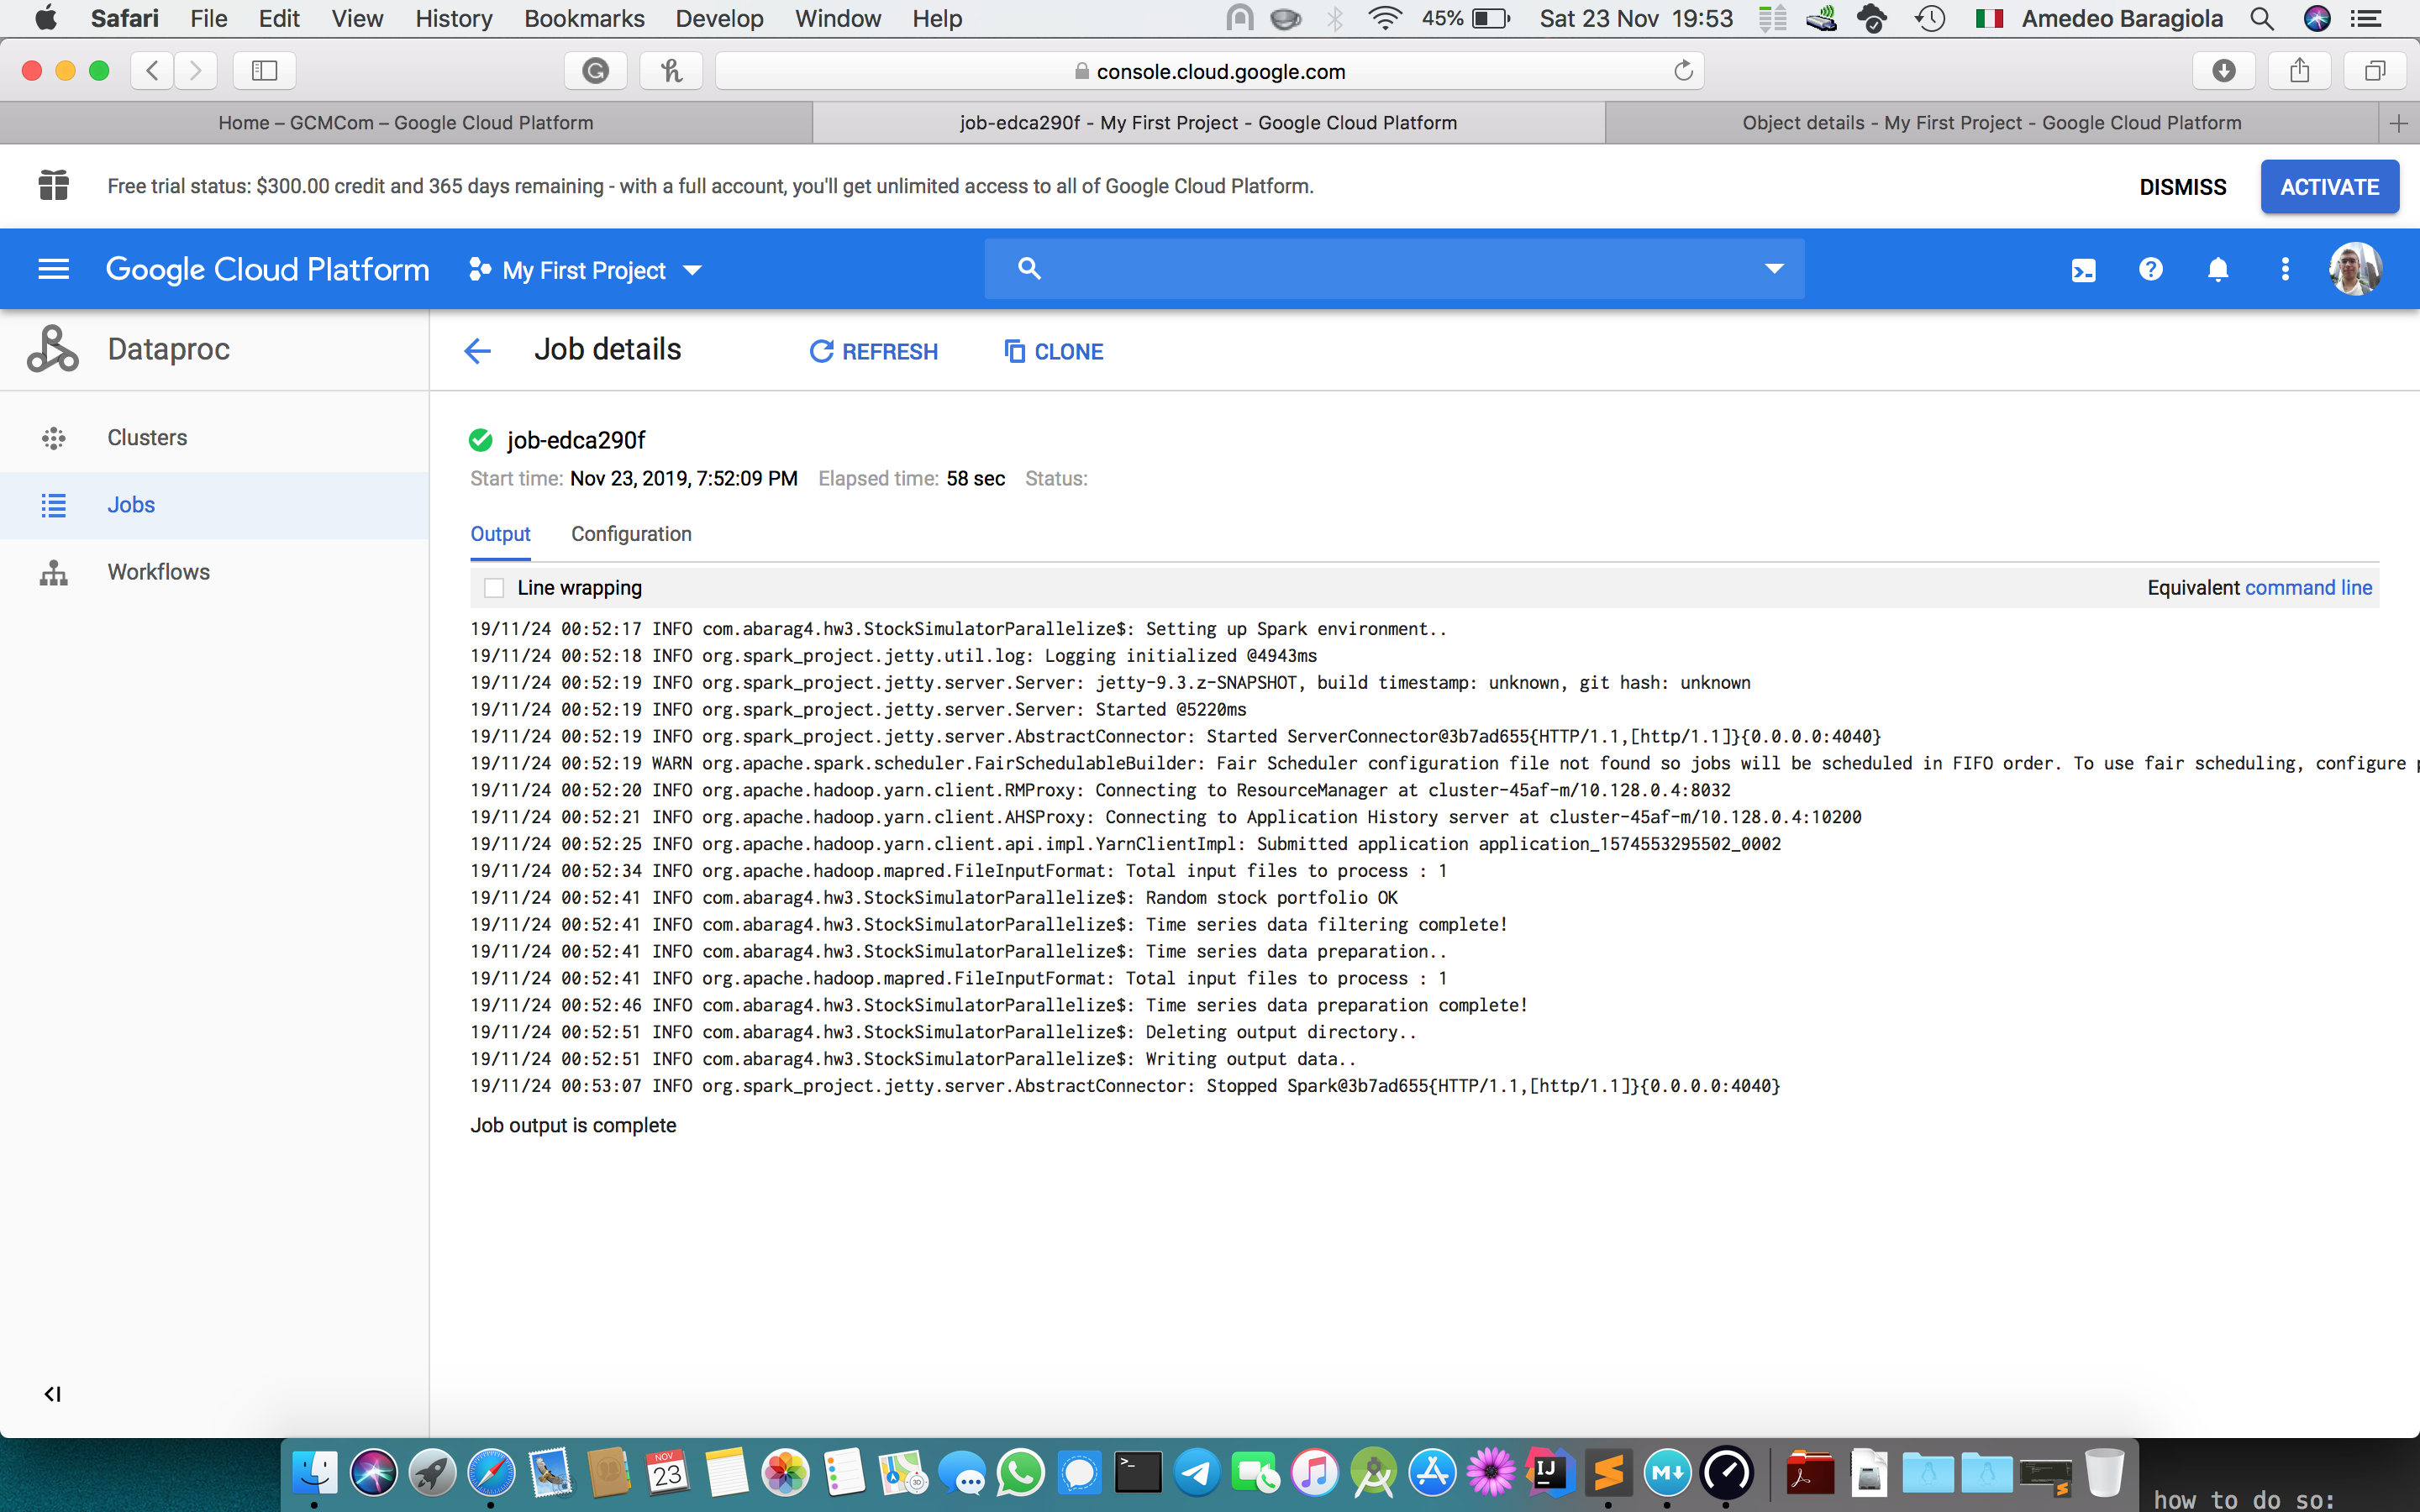 Safari File Edit View History Bookmarks Develop Window Help 45% Sat 23 Nov 19:53 Amedeo Baragiola
console.cloud.google.com
Home – GCMCom – Google Cloud Platform
job-edca290f - My First Project - Google Cloud Platform
Object details - My First Project - Google Cloud Platform
Free trial status: $300.00 credit and 365 days remaining - with a full account, you'll get unlimited access to all of Google Cloud Platform.
DISMISS
ACTIVATE
Google Cloud Platform
My First Project
Dataproc
Job details
REFRESH
CLONE
Clusters
Jobs
Workflows
job-edca290f
Start time: Nov 23, 2019, 7:52:09 PM Elapsed time: 58 sec Status:
Output Configuration
Line wrapping
Equivalent command line
19/11/24 00:52:17 INFO com.abarag4.hw3.StockSimulatorParallelize$: Setting up Spark environment..
19/11/24 00:52:18 INFO org.spark_project.jetty.util.log: Logging initialized @4943ms
19/11/24 00:52:19 INFO org.spark_project.jetty.server.Server: jetty-9.3.z-SNAPSHOT, build timestamp: unknown, git hash: unknown
19/11/24 00:52:19 INFO org.spark_project.jetty.server.Server: Started @5220ms
19/11/24 00:52:19 INFO org.spark_project.jetty.server.AbstractConnector: Started ServerConnector@3b7ad655{HTTP/1.1,[http/1.1]}{0.0.0.0:4040}
19/11/24 00:52:19 WARN org.apache.spark.scheduler.FairSchedulableBuilder: Fair Scheduler configuration file not found so jobs will be scheduled in FIFO order. To use fair scheduling, configure
19/11/24 00:52:20 INFO org.apache.hadoop.yarn.client.RMProxy: Connecting to ResourceManager at cluster-45af-m/10.128.0.4:8032
19/11/24 00:52:21 INFO org.apache.hadoop.yarn.client.AHSProxy: Connecting to Application History server at cluster-45af-m/10.128.0.4:10200
19/11/24 00:52:25 INFO org.apache.hadoop.yarn.client.api.impl.YarnClientImpl: Submitted application application_1574553295502_0002
19/11/24 00:52:34 INFO org.apache.hadoop.mapred.FileInputFormat: Total input files to process : 1
19/11/24 00:52:41 INFO com.abarag4.hw3.StockSimulatorParallelize$: Random stock portfolio OK
19/11/24 00:52:41 INFO com.abarag4.hw3.StockSimulatorParallelize$: Time series data filtering complete!
19/11/24 00:52:41 INFO com.abarag4.hw3.StockSimulatorParallelize$: Time series data preparation..
19/11/24 00:52:41 INFO org.apache.hadoop.mapred.FileInputFormat: Total input files to process : 1
19/11/24 00:52:46 INFO com.abarag4.hw3.StockSimulatorParallelize$: Time series data preparation complete!
19/11/24 00:52:51 INFO com.abarag4.hw3.StockSimulatorParallelize$: Deleting output directory..
19/11/24 00:52:51 INFO com.abarag4.hw3.StockSimulatorParallelize$: Writing output data..
19/11/24 00:53:07 INFO org.spark_project.jetty.server.AbstractConnector: Stopped Spark@3b7ad655{HTTP/1.1,[http/1.1]}{0.0.0.0:4040}
Job output is complete
NOV
23
IJ
M
how to do so: